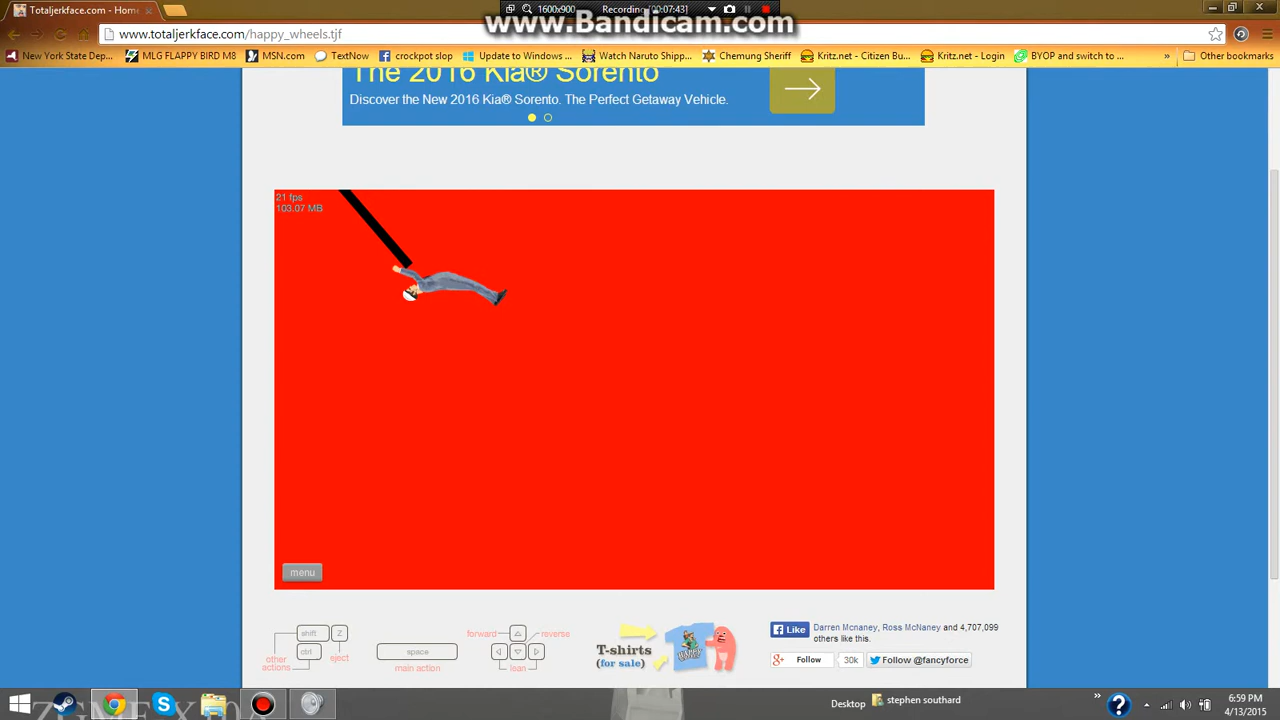 Totaljerkface.com - Hom
1600x900
Recording [00:07:43]
www.Bandicam.com
www.totaljerkface.com/happy_wheels.tjf
New York State Dep...
MLG FLAPPY BIRD M8
MSN.com
TextNow
crockpot slop
Update to Windows ...
Watch Naruto Shipp...
Chemung Sheriff
Kritz.net - Citizen Bu...
Kritz.net - Login
BYOP and switch to ...
»
Other bookmarks
The 2016 Kia® Sorento
Discover the New 2016 Kia® Sorento. The Perfect Getaway Vehicle.
21 fps
103.07 MB
menu
shift
Z
ctrl
other actions
eject
space
main action
forward
reverse
lean
T-shirts
(for sale)
Like
Darren Mcnaney, Ross McNaney and 4,707,099
others like this.
Follow
30k
Follow @fancyforce
Desktop
stephen southard
»
6:59 PM
4/13/2015